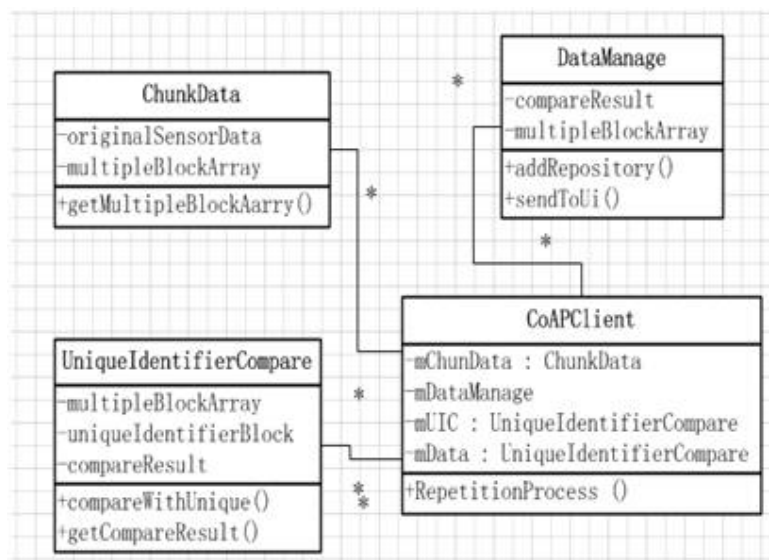 ChunkData
-originalSensorData
-multipleBlockArray
+getMultipleBlockAarry()
*
DataManage
-compareResult
-multipleBlockArray
+addRepository()
+sendToUi()
*
*
UniqueIdentifierCompare
-multipleBlockArray
-uniqueIdentifierBlock
-compareResult
+compareWithUnique()
+getCompareResult()
*
*
*
CoAPClient
-mChunData : ChunkData
-mDataManage
-mUIC : UniqueIdentifierCompare
-mData : UniqueIdentifierCompare
+RepetitionProcess ()